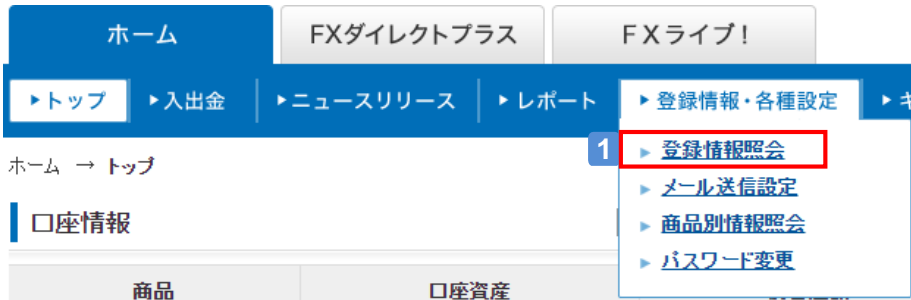 ホーム FXダイレクトプラス FXライブ！
▶トップ ▶入出金 ▶ニュースリリース ▶レポート ▶登録情報・各種設定
1 ▶登録情報照会
ホーム → トップ
▶メール送信設定
口座情報
▶商品別情報照会
▶パスワード変更
商品 口座資産